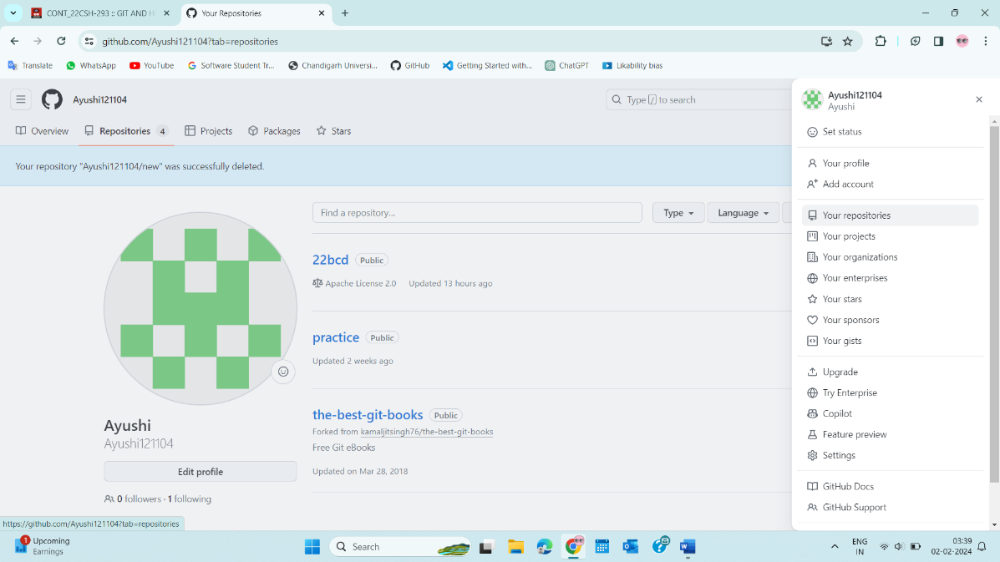 CONT_22CSH-293 :: GIT AND H
Your Repositories
github.com/Ayushi121104?tab=repositories
Translate
WhatsApp
YouTube
Software Student Tr...
Chandigarh Universi...
GitHub
Getting Started with...
ChatGPT
Likability bias
Ayushi121104
Type / to search
Overview
Repositories 4
Projects
Packages
Stars
Your repository "Ayushi121104/new" was successfully deleted.
Find a repository...
Type
Language
22bcd Public
Apache License 2.0 Updated 13 hours ago
practice Public
Updated 2 weeks ago
the-best-git-books Public
Forked from kamaljitsingh76/the-best-git-books
Free Git eBooks
Updated on Mar 28, 2018
Ayushi
Ayushi121104
Edit profile
0 followers · 1 following
Ayushi121104
Ayushi
Set status
Your profile
Add account
Your repositories
Your projects
Your organizations
Your enterprises
Your stars
Your sponsors
Your gists
Upgrade
Try Enterprise
Copilot
Feature preview
Settings
GitHub Docs
GitHub Support
https://github.com/Ayushi121104?tab=repositories
1
Upcoming
Earnings
Search
ENG
IN
03:39
02-02-2024